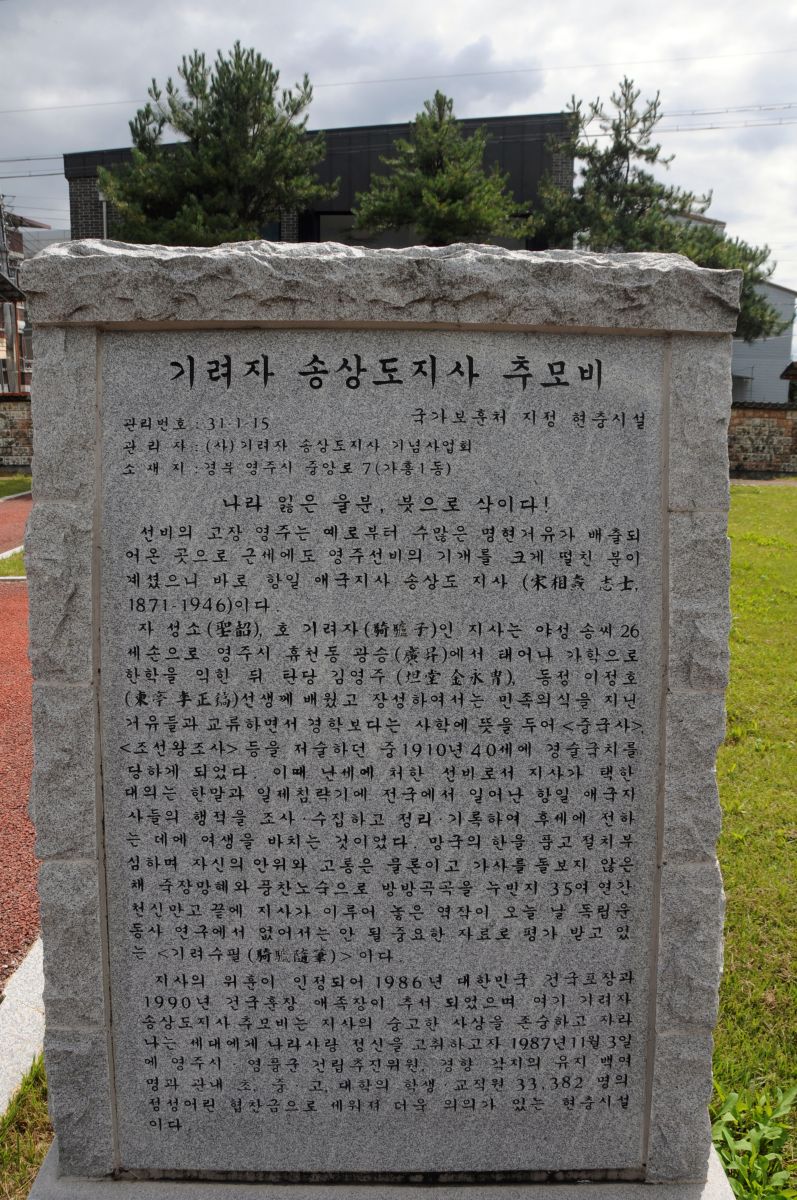 기려자 송상도지사 추모비
관리번호 : 31-1-15 국가보훈처 지정 현충시설
관 리 자 : (사)기려자 송상도지사 기념사업회
소 재 지 : 경북 영주시 중앙로 7(가흥1동)
나라 잃은 울분, 붓으로 삭이다!
선비의 고장 영주는 예로부터 수많은 명현거유가 배출되
어온 곳으로 근세에도 영주선비의 기개를 크게 떨친 분이
계셨으니 바로 항일 애국지사 송상도 지사 (宋相燾 志士,
1871-1946)이다.
자 성소(聖韶), 호 기려자(騎驢子)인 지사는 야성 송씨 26
세손으로 영주시 휴천동 광승(廣昇)에서 태어나 가학으로
한학을 익힌 뒤 탄당 김영주 (坦堂 金永胄), 동정 이정호
(東亭 李正鎬)선생께 배웠고 장성하여서는 민족의식을 지닌
거유들과 교류하면서 경학보다는 사학에 뜻을 두어 <중국사>,
<조선왕조사> 등을 저술하던 중1910년 40세에 경술국치를
당하게 되었다. 이때 난세에 처한 선비로서 지사가 택한
대의는 한말과 일제침략기에 전국에서 일어난 항일 애국지
사들의 행적을 조사·수집하고 정리·기록하여 후세에 전하
는 데에 여생을 바치는 것이었다. 망국의 한을 품고 절치부
심하며 자신의 안위와 고통은 물론이고 가사를 돌보지 않은
채 죽장망혜와 풍찬노숙으로 방방곡곡을 누빈지 35여 연간
천신만고 끝에 지사가 이루어 놓은 역작이 오늘 날 독립운
동사 연구에서 없어서는 안 될 중요한 자료로 평가 받고 있
는 <기려수필(騎驢隨筆)> 이다.
지사의 위훈이 인정되어 1986년 대한민국 건국포장과
1990년 건국훈장 애족장이 추서 되었으며 여기 기려자
송상도지사 추모비는 지사의 숭고한 사상을 존숭하고 자라
나는 세대에게 나라사랑 정신을 고취하고자 1987년11월 3일
에 영주시 영풍군 건립추진위원, 경향 각지의 유지 백여
명과 관내 초, 중, 고, 대학의 학생·교직원 33,382 명의
정성어린 협찬금으로 세워져 더욱 의의가 있는 현충시설
이다.